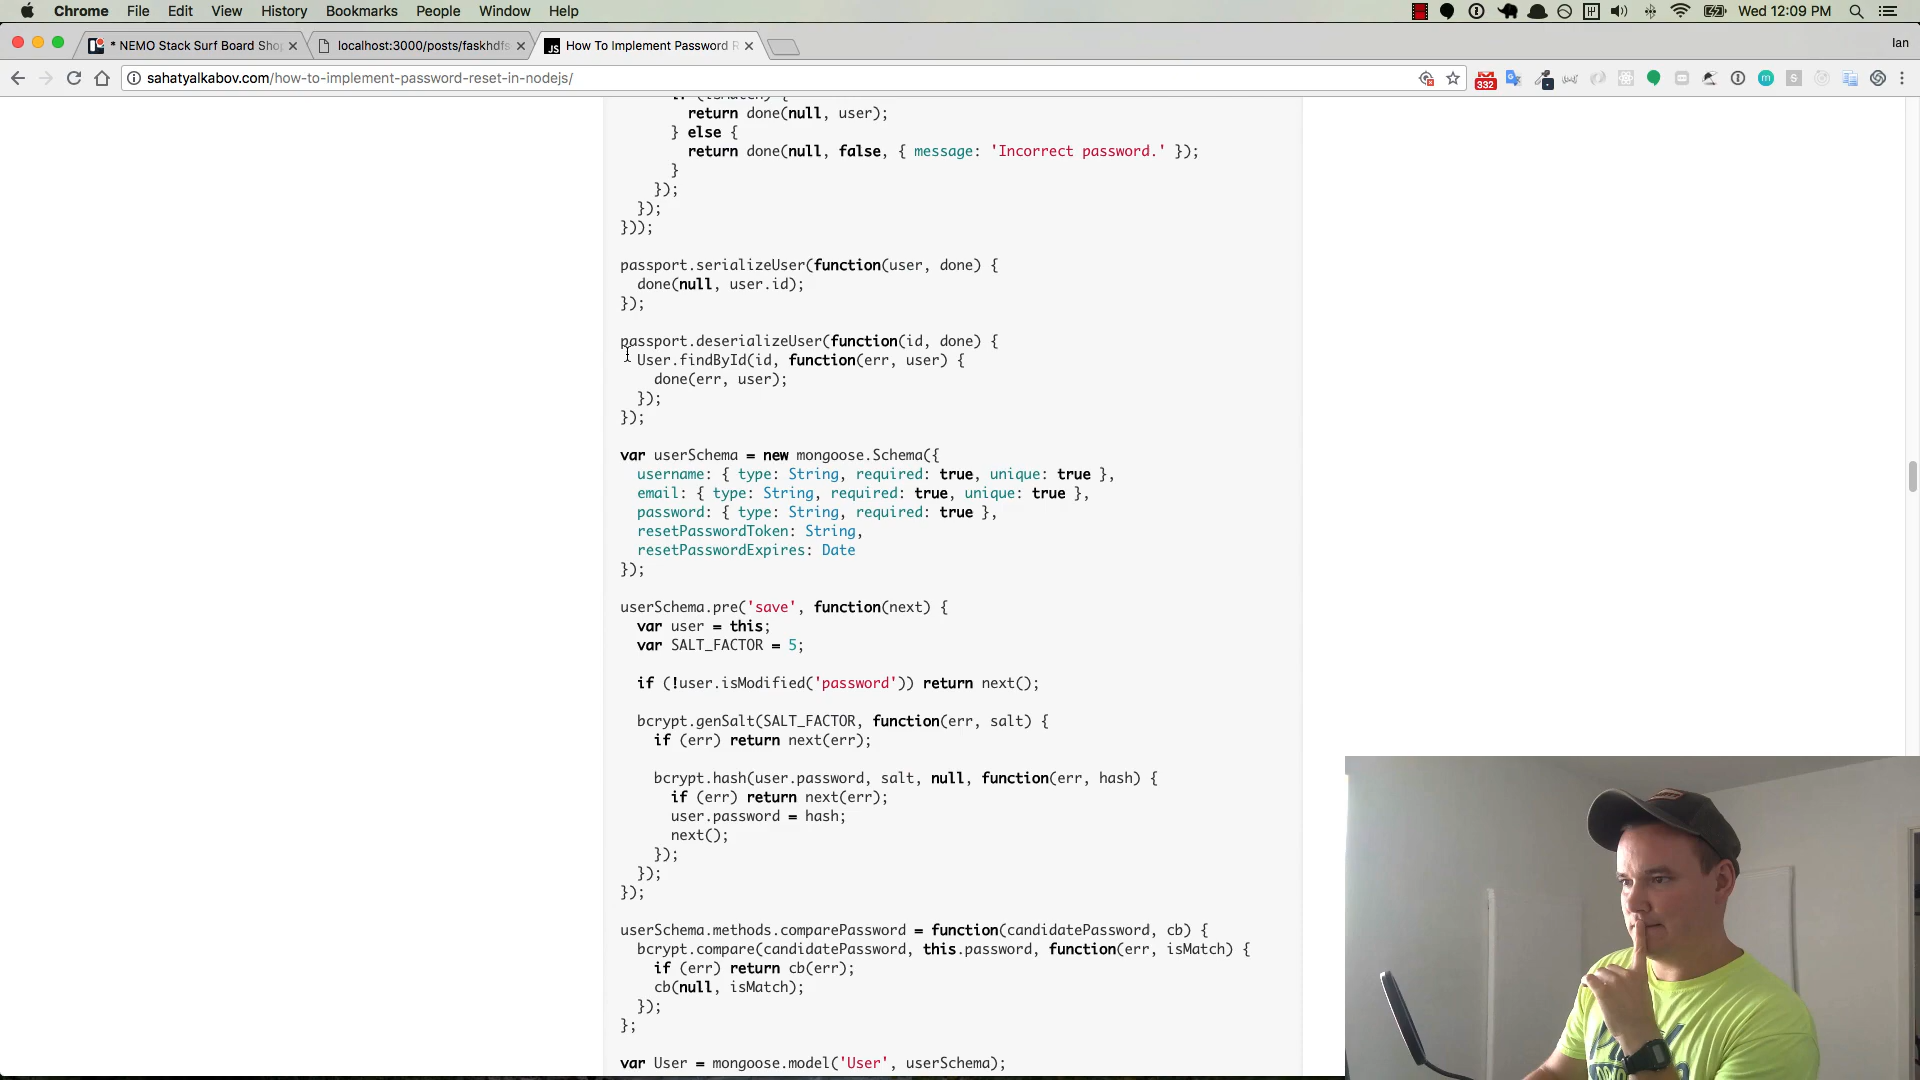 Chrome File Edit View History Bookmarks People Window Help Wed 12:09 PM
* NEMO Stack Surf Board Sho localhost:3000/posts/faskhdfs JS How To Implement Password R Ian
sahatyalkabov.com/how-to-implement-password-reset-in-nodejs/ 332
return done(null, user);
} else {
return done(null, false, { message: 'Incorrect password.' });
}
});
});
}));
passport.serializeUser(function(user, done) {
done(null, user.id);
});
passport.deserializeUser(function(id, done) {
User.findById(id, function(err, user) {
done(err, user);
});
});
var userSchema = new mongoose.Schema({
username: { type: String, required: true, unique: true },
email: { type: String, required: true, unique: true },
password: { type: String, required: true },
resetPasswordToken: String,
resetPasswordExpires: Date
});
userSchema.pre('save', function(next) {
var user = this;
var SALT_FACTOR = 5;
if (!user.isModified('password')) return next();
bcrypt.genSalt(SALT_FACTOR, function(err, salt) {
if (err) return next(err);
bcrypt.hash(user.password, salt, null, function(err, hash) {
if (err) return next(err);
user.password = hash;
next();
});
});
});
userSchema.methods.comparePassword = function(candidatePassword, cb) {
bcrypt.compare(candidatePassword, this.password, function(err, isMatch) {
if (err) return cb(err);
cb(null, isMatch);
});
};
var User = mongoose.model('User', userSchema);